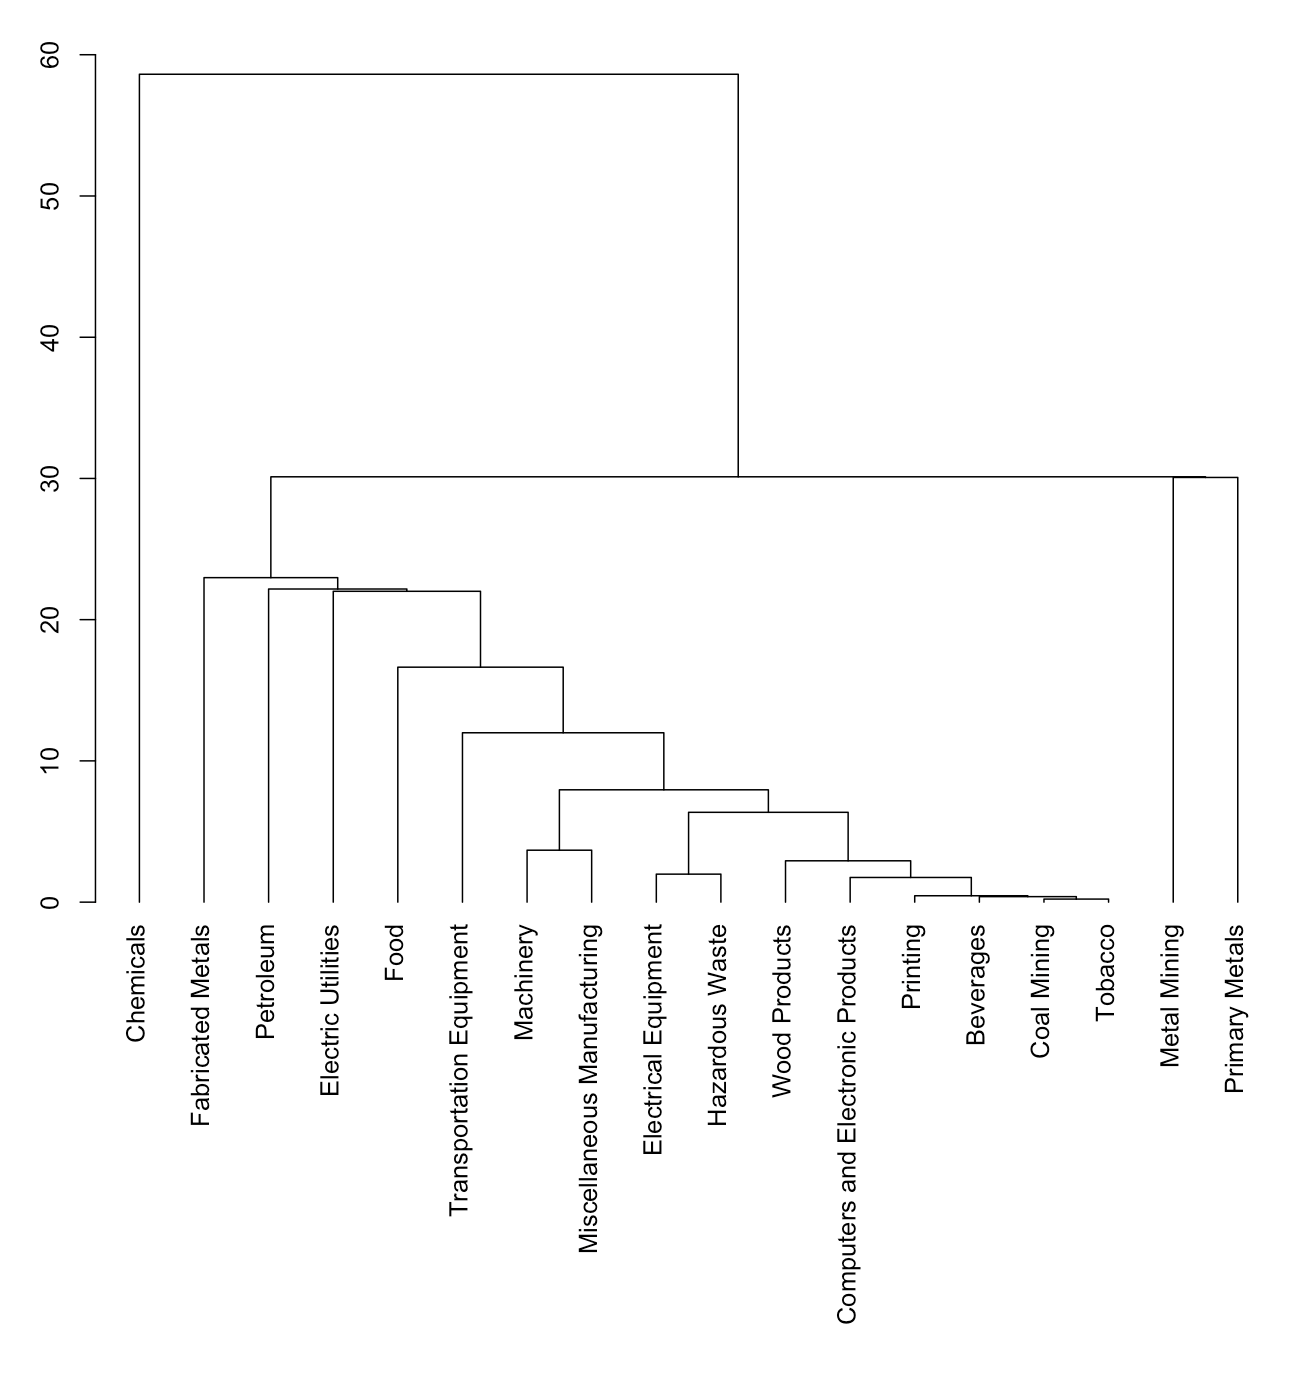 60
50
40
30
20
10
0
Chemicals
Fabricated Metals
Petroleum
Electric Utilities
Food
Transportation Equipment
Machinery
Miscellaneous Manufacturing
Electrical Equipment
Hazardous Waste
Wood Products
Computers and Electronic Products
Printing
Beverages
Coal Mining
Tobacco
Metal Mining
Primary Metals